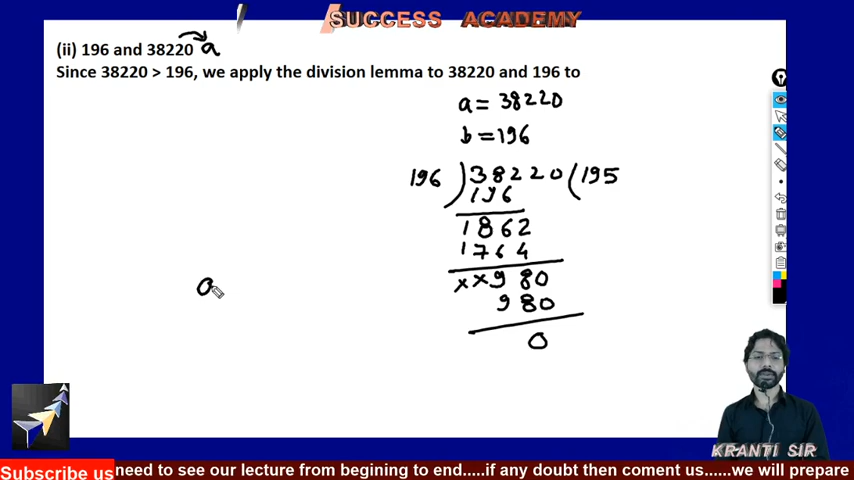 SUCCESS ACADEMY
(ii) 196 and 38220 a
Since 38220 > 196, we apply the division lemma to 38220 and 196 to
a = 38220
b = 196
196 ) 38220 ( 195
196
1862
1764
x x 9 8 0
980
0
a
KRANTI SIR
Subscribe us need to see our lecture from begining to end.....if any doubt then coment us......we will prepare